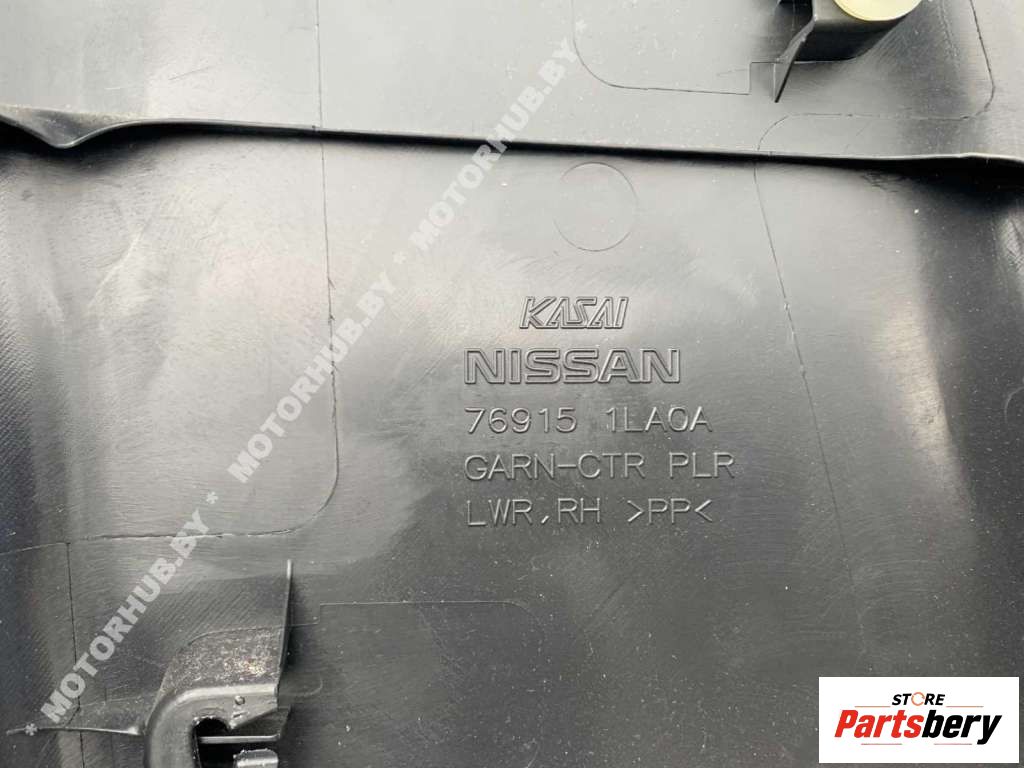 KASAI
NISSAN
76915 1LA0A
GARN-CTR PLR
LWR,RH >PP<
* MOTORHUB.BY * MOTORHUB.BY * MOTORHUB.BY *
STORE
Partsbery